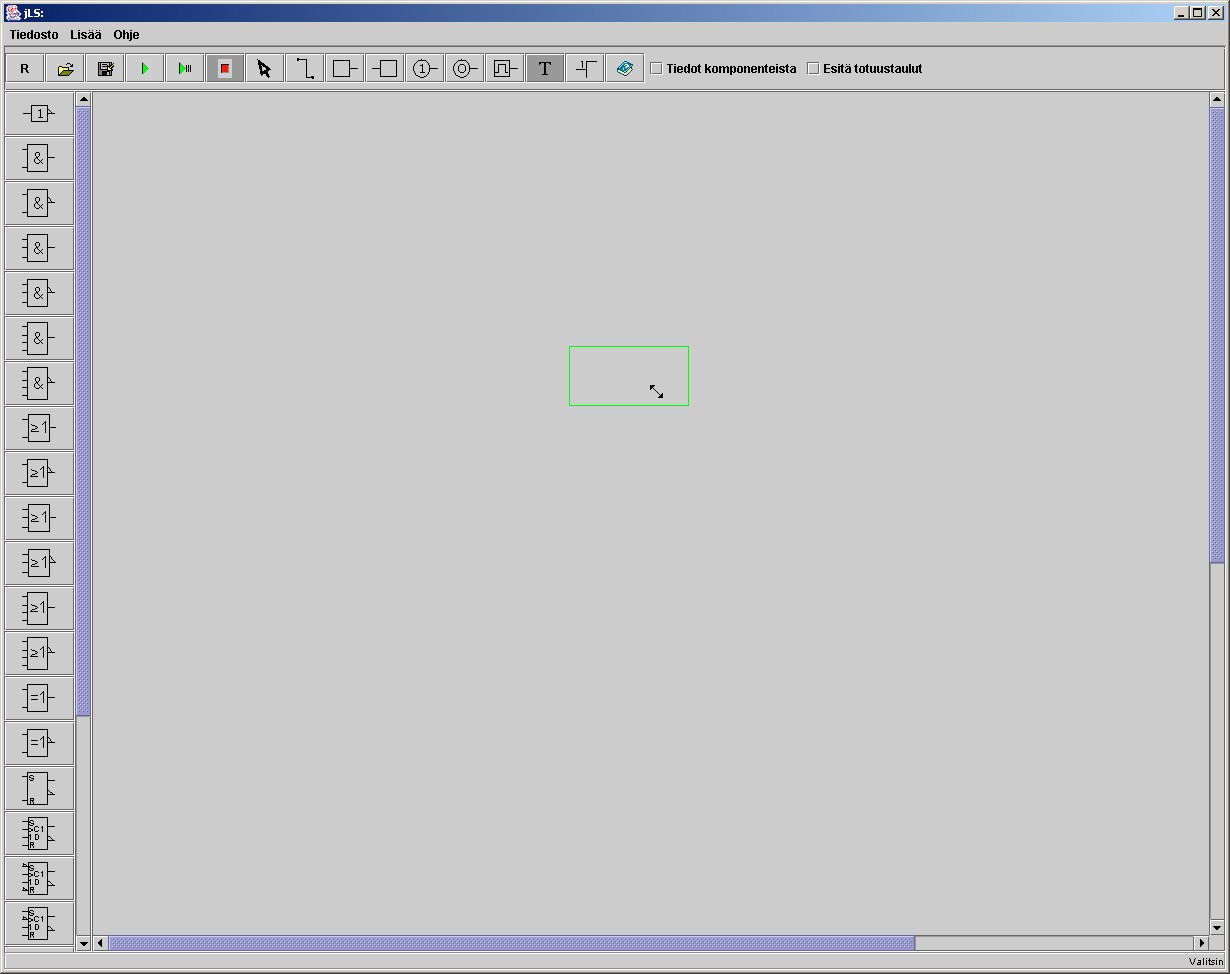 jLS:
Tiedosto Lisää Ohje
R 1 T Tiedot komponenteista Esitä totuustaulut
1
&
&
&
&
&
&
≥1
≥1
≥1
≥1
≥1
≥1
=1
=1
S
R
S
>C1
1D
R
S
>C1
1D
R
S
>C1
1D
R
Valitsin